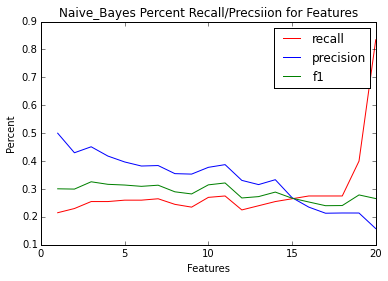 Naive_Bayes Percent Recall/Precsiion for Features
0.9
0.8
0.7
0.6
0.5
0.4
0.3
0.2
0.1
Percent
recall
precision
f1
0 5 10 15 20
Features